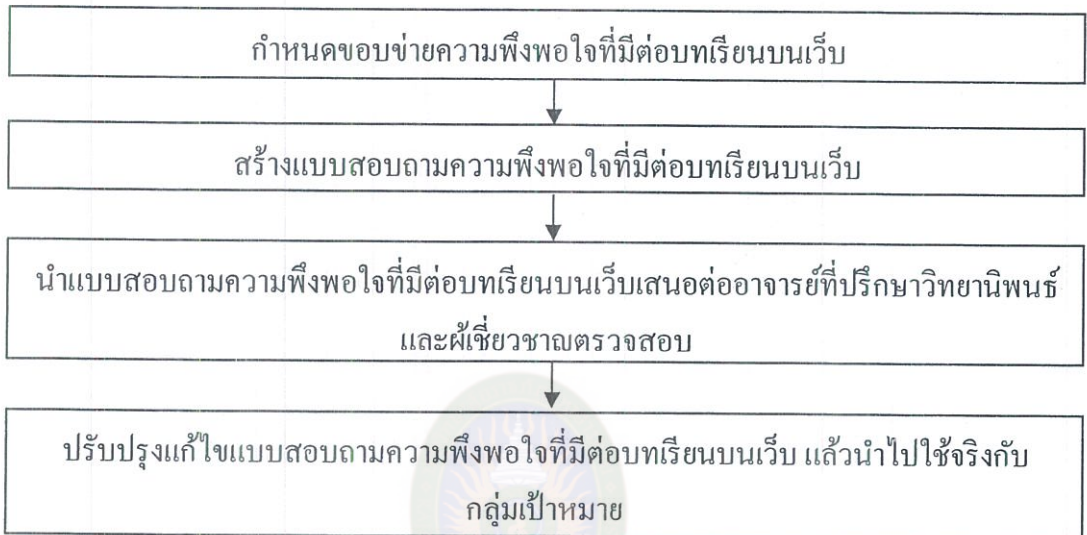 กำหนดขอบข่ายความพึงพอใจที่มีต่อบทเรียนบนเว็บ
สร้างแบบสอบถามความพึงพอใจที่มีต่อบทเรียนบนเว็บ
นำแบบสอบถามความพึงพอใจที่มีต่อบทเรียนบนเว็บเสนอต่ออาจารย์ที่ปรึกษาวิทยานิพนธ์
และผู้เชี่ยวชาญตรวจสอบ
ปรับปรุงแก้ไขแบบสอบถามความพึงพอใจที่มีต่อบทเรียนบนเว็บ แล้วนำไปใช้จริงกับ
กลุ่มเป้าหมาย